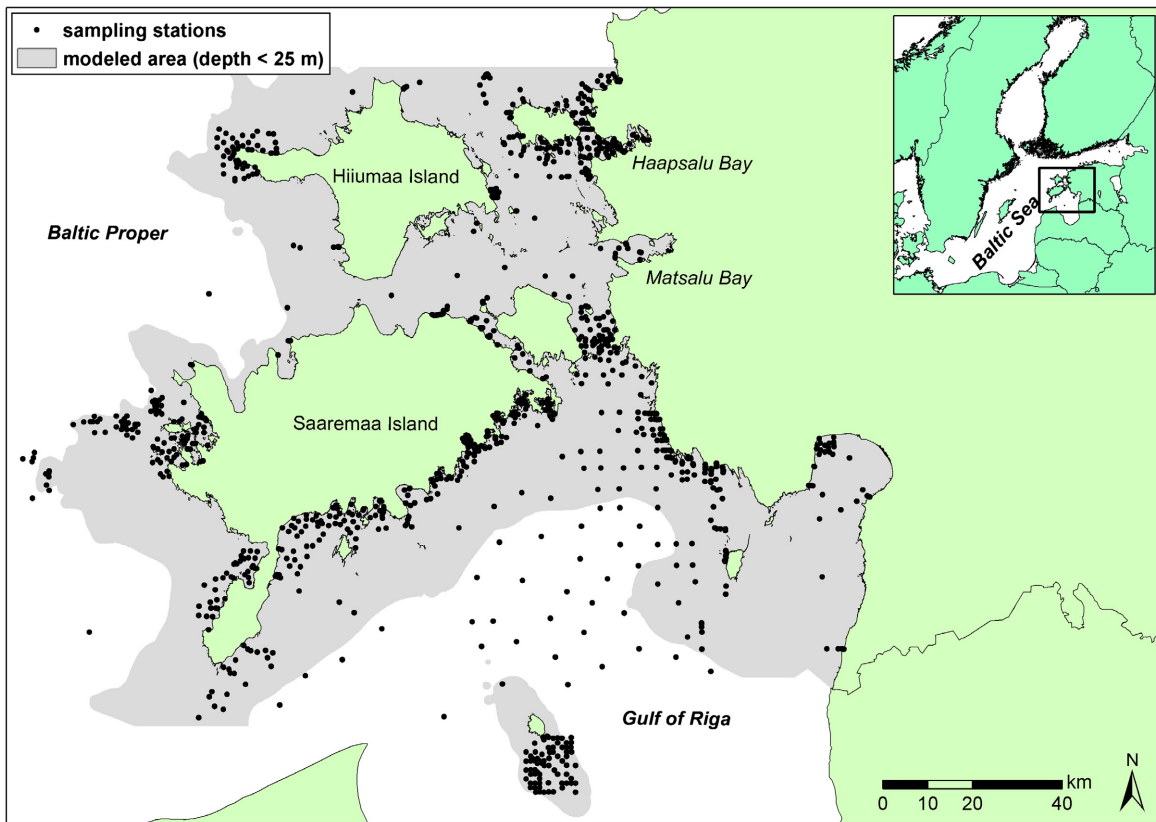 sampling stations
modeled area (depth < 25 m)
Baltic Sea
Haapsalu Bay
Hiiumaa Island
Baltic Proper
Matsalu Bay
Saaremaa Island
Gulf of Riga
N
km
0 10 20 40